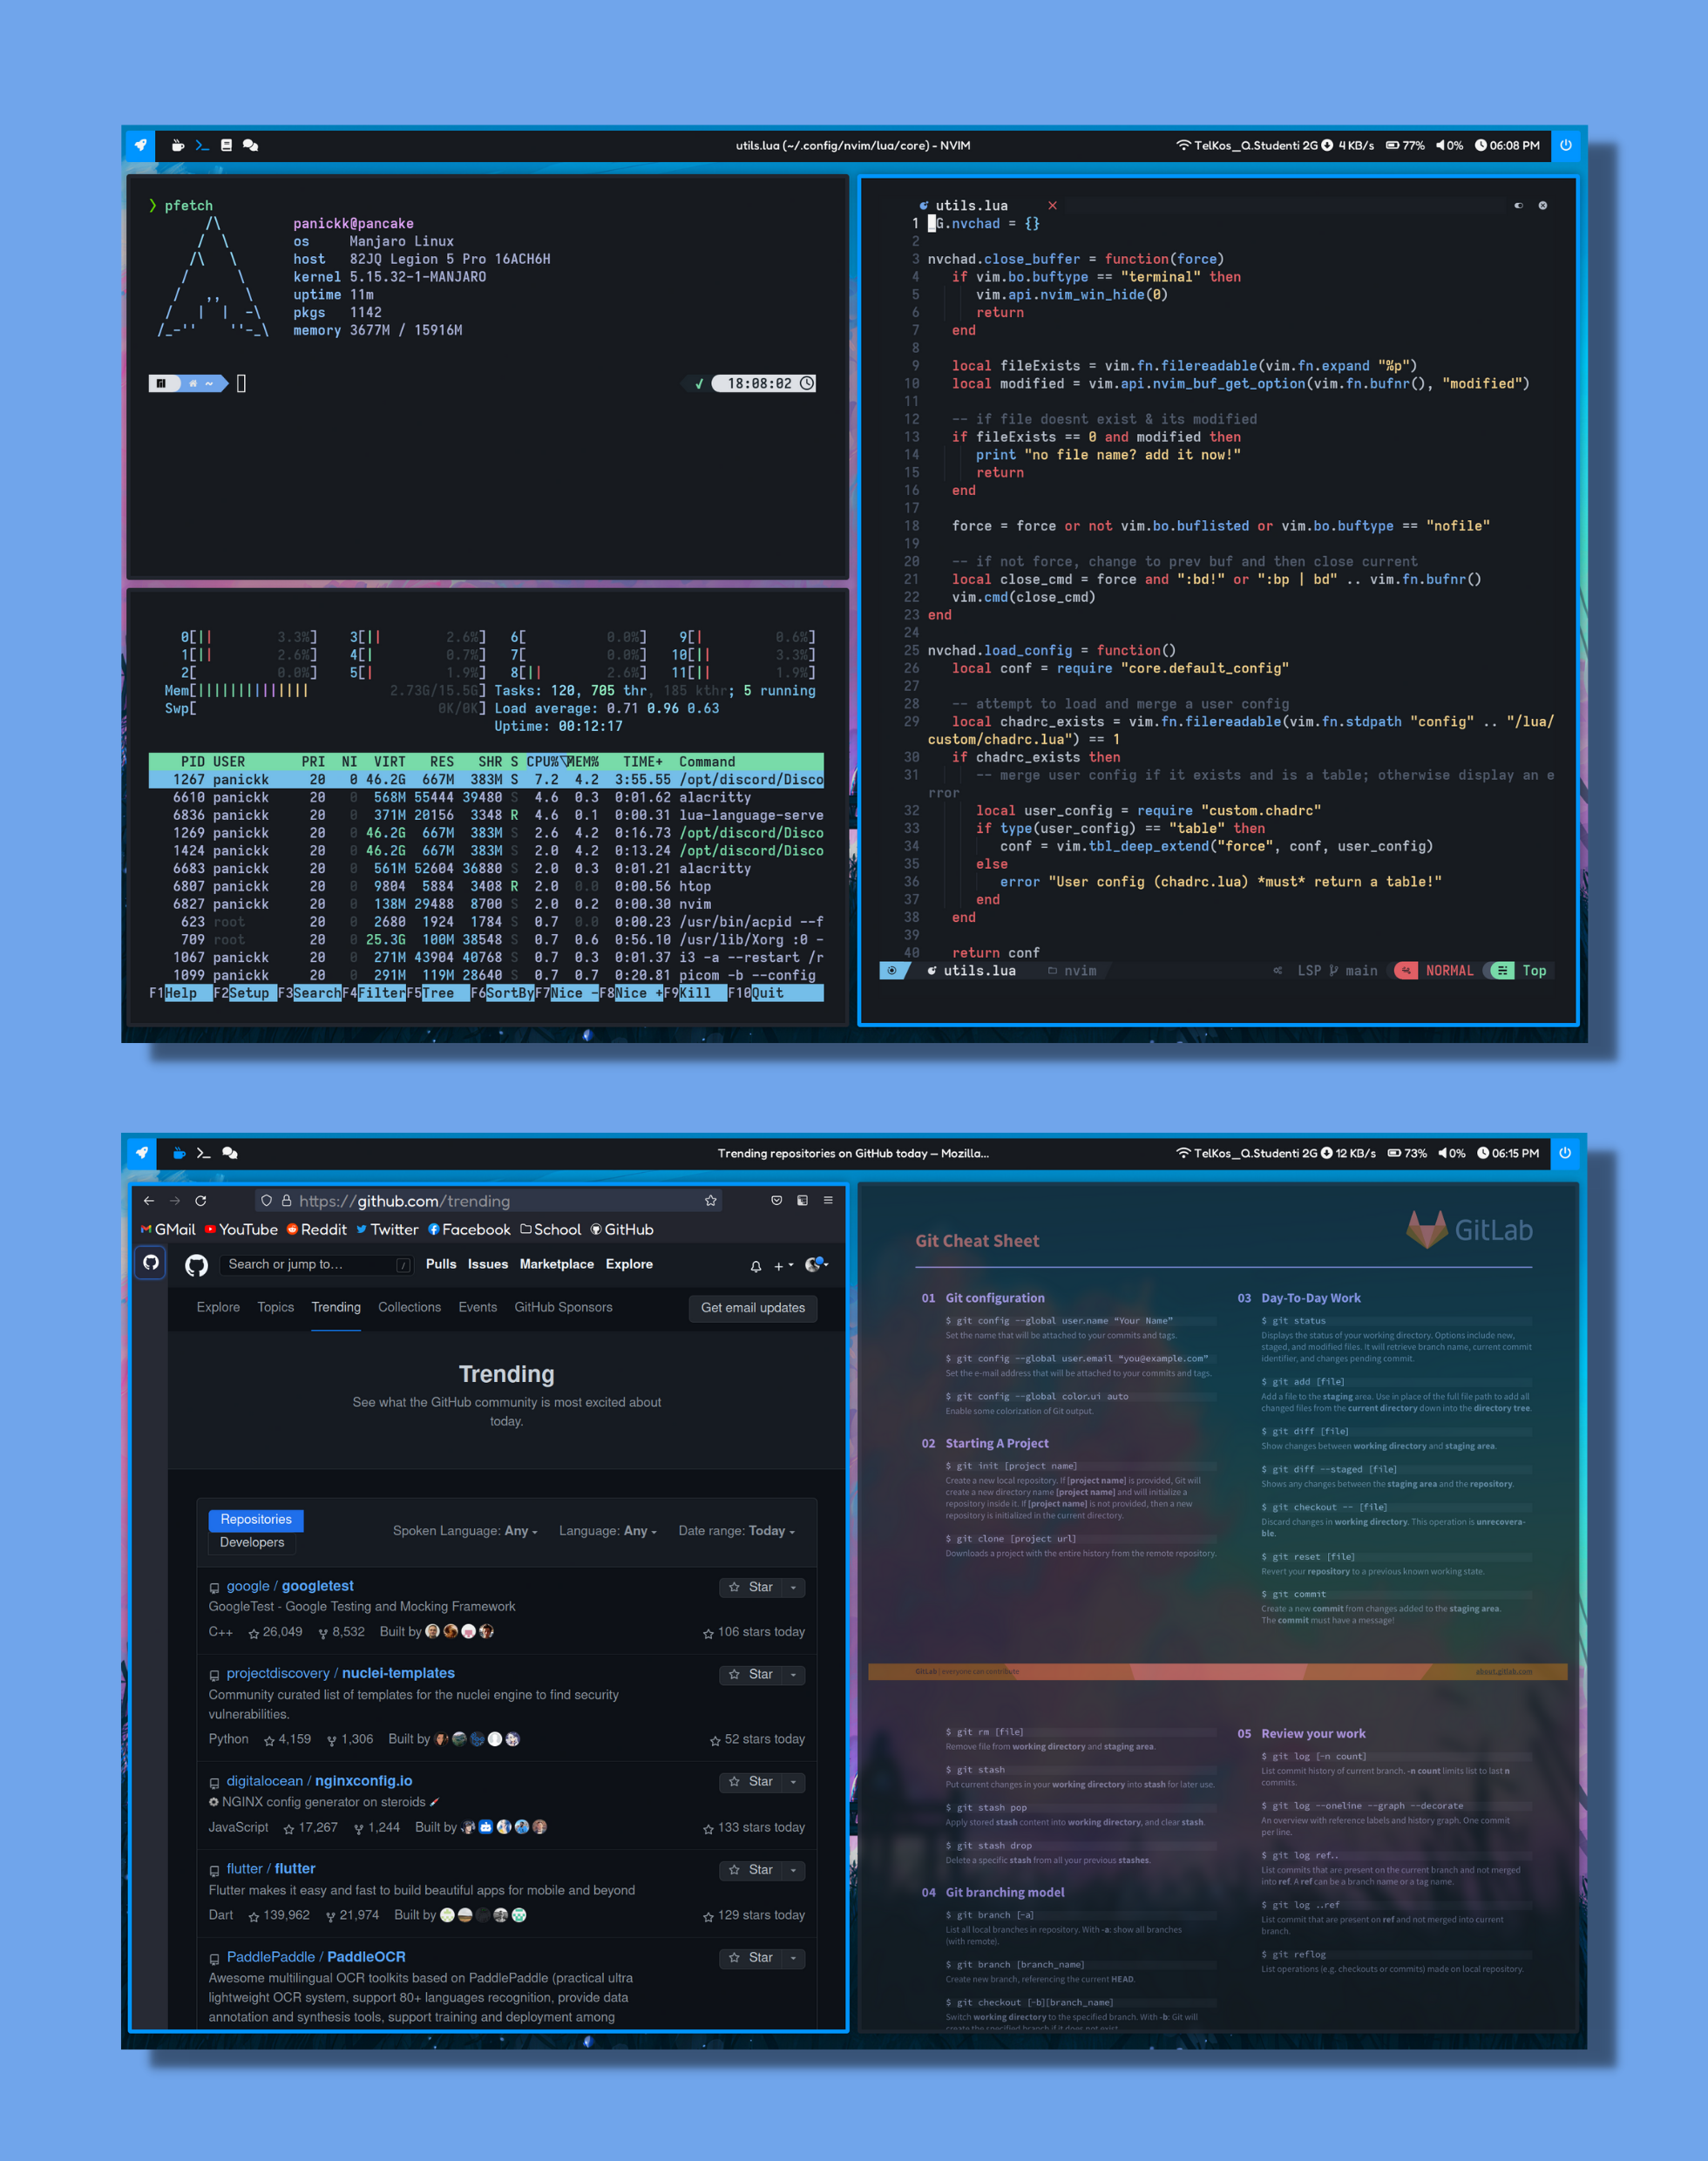 utils.lua (~/.config/nvim/lua/core) - NVIM
TelKos_Q.Studenti 2G 4 KB/s 77% 0% 06:08 PM
❯ pfetch
panickk@pancake
os Manjaro Linux
host 82JQ Legion 5 Pro 16ACH6H
kernel 5.15.32-1-MANJARO
uptime 11m
pkgs 1142
memory 3677M / 15916M
~ ✓ 18:08:02
0[|| 3.3%] 3[|| 2.6%] 6[ 0.0%] 9[| 0.6%]
1[|| 2.6%] 4[| 0.7%] 7[ 0.0%] 10[|| 3.3%]
2[ 0.0%] 5[| 1.9%] 8[|| 2.6%] 11[|| 1.9%]
Mem[|||||||||||||| 2.73G/15.5G] Tasks: 120, 705 thr, 185 kthr; 5 running
Swp[ 0K/0K] Load average: 0.71 0.96 0.63
Uptime: 00:12:17
PID USER PRI NI VIRT RES SHR S CPU%▽MEM% TIME+ Command
1267 panickk 20 0 46.2G 667M 383M S 7.2 4.2 3:55.55 /opt/discord/Disco
6610 panickk 20 0 568M 55444 39480 S 4.6 0.3 0:01.62 alacritty
6836 panickk 20 0 371M 20156 3348 R 4.6 0.1 0:00.31 lua-language-serve
1269 panickk 20 0 46.2G 667M 383M S 2.6 4.2 0:16.73 /opt/discord/Disco
1424 panickk 20 0 46.2G 667M 383M S 2.0 4.2 0:13.24 /opt/discord/Disco
6683 panickk 20 0 561M 52604 36880 S 2.0 0.3 0:01.21 alacritty
6807 panickk 20 0 9804 5884 3408 R 2.0 0.0 0:00.56 htop
6827 panickk 20 0 138M 29488 8700 S 2.0 0.2 0:00.30 nvim
623 root 20 0 2680 1924 1784 S 0.7 0.0 0:00.23 /usr/bin/acpid --f
709 root 20 0 25.3G 100M 38548 S 0.7 0.6 0:56.10 /usr/lib/Xorg :0 -
1067 panickk 20 0 271M 43904 40768 S 0.7 0.3 0:01.37 i3 -a --restart /r
1099 panickk 20 0 291M 119M 28640 S 0.7 0.7 0:20.81 picom -b --config
F1Help F2Setup F3SearchF4FilterF5Tree F6SortByF7Nice -F8Nice +F9Kill F10Quit
utils.lua ×
1 _G.nvchad = {}
2
3 nvchad.close_buffer = function(force)
4 if vim.bo.buftype == "terminal" then
5 vim.api.nvim_win_hide(0)
6 return
7 end
8
9 local fileExists = vim.fn.filereadable(vim.fn.expand "%p")
10 local modified = vim.api.nvim_buf_get_option(vim.fn.bufnr(), "modified")
11
12 -- if file doesnt exist & its modified
13 if fileExists == 0 and modified then
14 print "no file name? add it now!"
15 return
16 end
17
18 force = force or not vim.bo.buflisted or vim.bo.buftype == "nofile"
19
20 -- if not force, change to prev buf and then close current
21 local close_cmd = force and ":bd!" or ":bp | bd" .. vim.fn.bufnr()
22 vim.cmd(close_cmd)
23 end
24
25 nvchad.load_config = function()
26 local conf = require "core.default_config"
27
28 -- attempt to load and merge a user config
29 local chadrc_exists = vim.fn.filereadable(vim.fn.stdpath "config" .. "/lua/
custom/chadrc.lua") == 1
30 if chadrc_exists then
31 -- merge user config if it exists and is a table; otherwise display an e
rror
32 local user_config = require "custom.chadrc"
33 if type(user_config) == "table" then
34 conf = vim.tbl_deep_extend("force", conf, user_config)
35 else
36 error "User config (chadrc.lua) *must* return a table!"
37 end
38 end
39
40 return conf
utils.lua nvim LSP main NORMAL Top
Trending repositories on GitHub today — Mozilla...
TelKos_Q.Studenti 2G 12 KB/s 73% 0% 06:15 PM
https://github.com/trending
GMail YouTube Reddit Twitter Facebook School GitHub
Search or jump to... / Pulls Issues Marketplace Explore
Explore Topics Trending Collections Events GitHub Sponsors Get email updates
Trending
See what the GitHub community is most excited about
today.
Repositories
Developers
Spoken Language: Any Language: Any Date range: Today
google / googletest Star
GoogleTest - Google Testing and Mocking Framework
C++ 26,049 8,532 Built by 106 stars today
projectdiscovery / nuclei-templates Star
Community curated list of templates for the nuclei engine to find security
vulnerabilities.
Python 4,159 1,306 Built by 52 stars today
digitalocean / nginxconfig.io Star
NGINX config generator on steroids
JavaScript 17,267 1,244 Built by 133 stars today
flutter / flutter Star
Flutter makes it easy and fast to build beautiful apps for mobile and beyond
Dart 139,962 21,974 Built by 129 stars today
PaddlePaddle / PaddleOCR Star
Awesome multilingual OCR toolkits based on PaddlePaddle (practical ultra
lightweight OCR system, support 80+ languages recognition, provide data
annotation and synthesis tools, support training and deployment among
Git Cheat Sheet
GitLab
01 Git configuration
$ git config --global user.name “Your Name”
Set the name that will be attached to your commits and tags.
$ git config --global user.email “you@example.com”
Set the e-mail address that will be attached to your commits and tags.
$ git config --global color.ui auto
Enable some colorization of Git output.
02 Starting A Project
$ git init [project name]
Create a new local repository. If [project name] is provided, Git will
create a new directory name [project name] and will initialize a
repository inside it. If [project name] is not provided, then a new
repository is initialized in the current directory.
$ git clone [project url]
Downloads a project with the entire history from the remote repository.
03 Day-To-Day Work
$ git status
Displays the status of your working directory. Options include new,
staged, and modified files. It will retrieve branch name, current commit
identifier, and changes pending commit.
$ git add [file]
Add a file to the staging area. Use in place of the full file path to add all
changed files from the current directory down into the directory tree.
$ git diff [file]
Show changes between working directory and staging area.
$ git diff --staged [file]
Shows any changes between the staging area and the repository.
$ git checkout -- [file]
Discard changes in working directory. This operation is unrecovera-
ble.
$ git reset [file]
Revert your repository to a previous known working state.
$ git commit
Create a new commit from changes added to the staging area.
The commit must have a message!
GitLab | everyone can contribute about.gitlab.com
$ git rm [file]
Remove file from working directory and staging area.
$ git stash
Put current changes in your working directory into stash for later use.
$ git stash pop
Apply stored stash content into working directory, and clear stash.
$ git stash drop
Delete a specific stash from all your previous stashes.
04 Git branching model
$ git branch [-a]
List all local branches in repository. With -a: show all branches
(with remote).
$ git branch [branch_name]
Create new branch, referencing the current HEAD.
$ git checkout [-b][branch_name]
Switch working directory to the specified branch. With -b: Git will
create the specified branch if it does not exist.
05 Review your work
$ git log [-n count]
List commit history of current branch. -n count limits list to last n
commits.
$ git log --oneline --graph --decorate
An overview with reference labels and history graph. One commit
per line.
$ git log ref..
List commits that are present on the current branch and not merged
into ref. A ref can be a branch name or a tag name.
$ git log ..ref
List commit that are present on ref and not merged into current
branch.
$ git reflog
List operations (e.g. checkouts or commits) made on local repository.